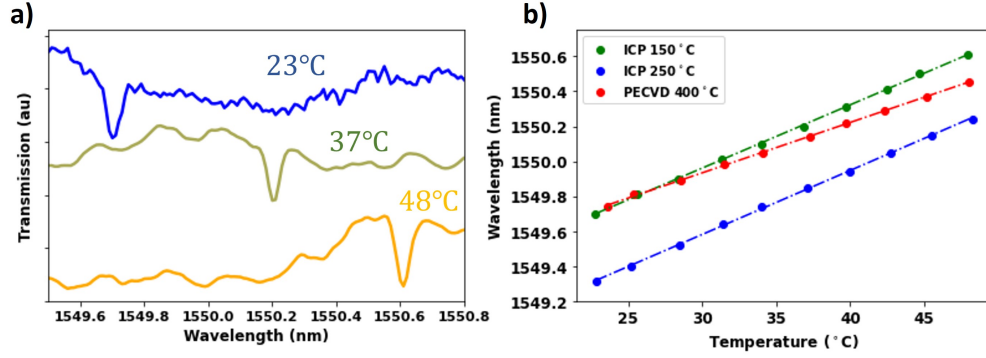 a)
23℃
37℃
48℃
Transmission (au)
1549.6 1549.8 1550.0 1550.2 1550.4 1550.6 1550.8
Wavelength (nm)
b)
ICP 150°C
ICP 250°C
PECVD 400°C
Wavelength (nm)
1550.6
1550.4
1550.2
1550.0
1549.8
1549.6
1549.4
1549.2
25 30 35 40 45
Temperature (°C)